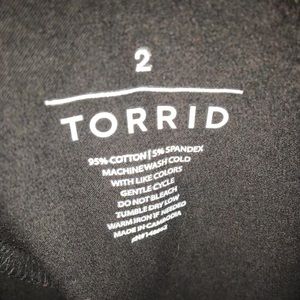 2
TORRID
95% COTTON | 5% SPANDEX
MACHINE WASH COLD
WITH LIKE COLORS
GENTLE CYCLE
DO NOT BLEACH
TUMBLE DRY LOW
WARM IRON IF NEEDED
MADE IN CAMBODIA